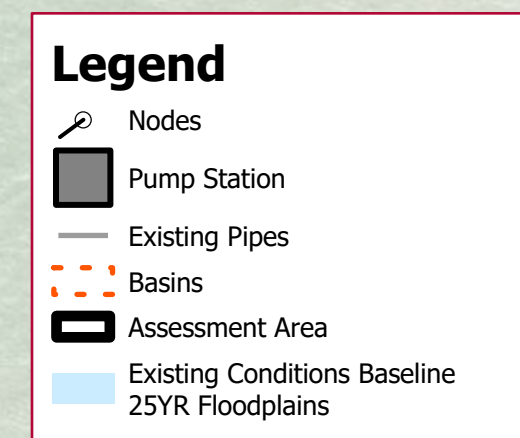 Legend
Nodes
Pump Station
Existing Pipes
Basins
Assessment Area
Existing Conditions Baseline
25YR Floodplains